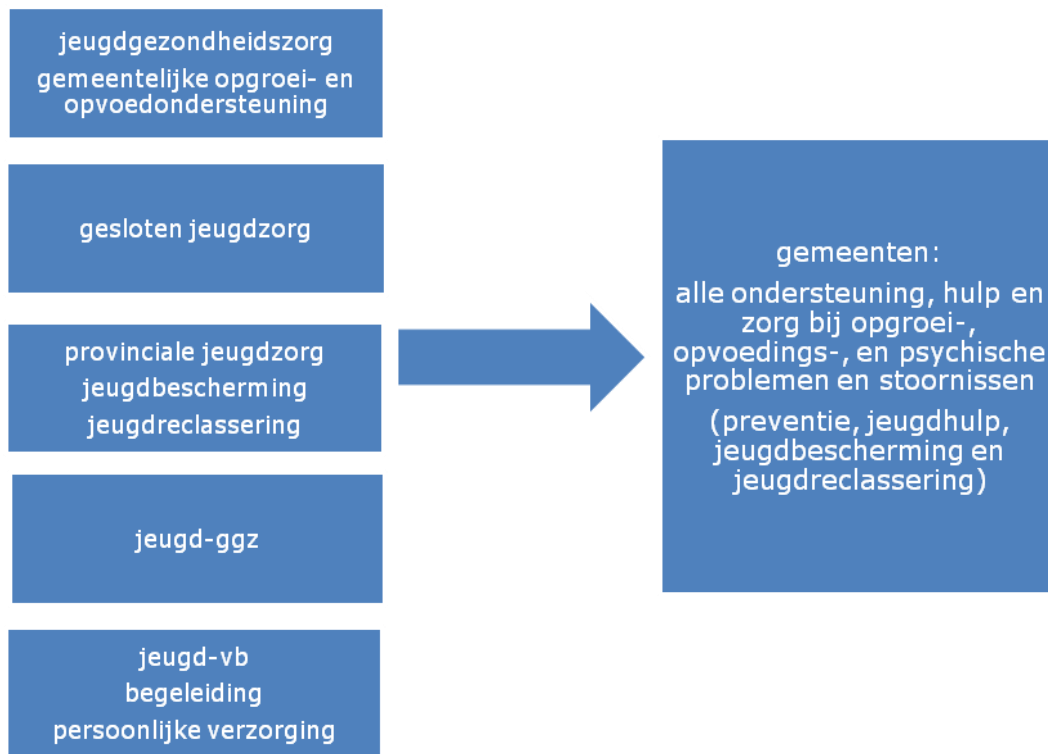 jeugdgezondheidszorg
gemeentelijke opgroei- en
opvoedondersteuning
gesloten jeugdzorg
provinciale jeugdzorg
jeugdbescherming
jeugdreclassering
jeugd-ggz
jeugd-vb
begeleiding
persoonlijke verzorging
gemeenten:
alle ondersteuning, hulp en
zorg bij opgroei-,
opvoedings-, en psychische
problemen en stoornissen
(preventie, jeugdhulp,
jeugdbescherming en
jeugdreclassering)